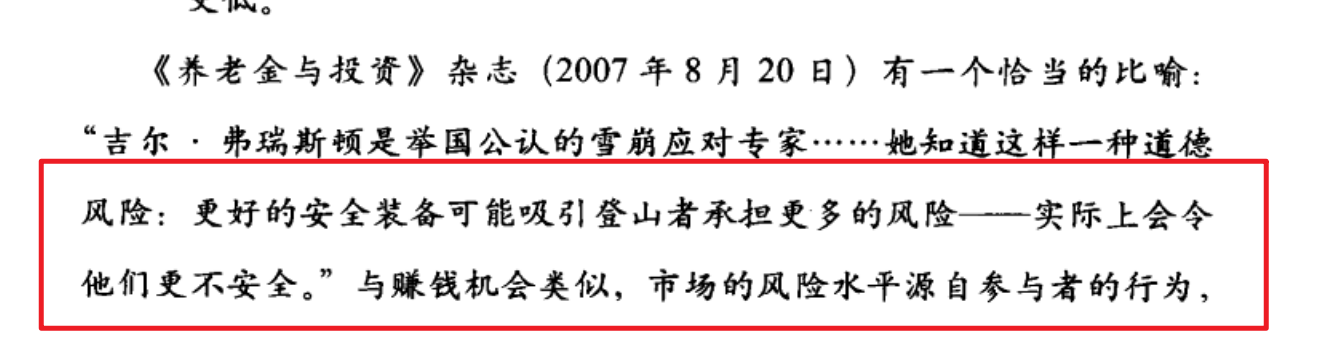 更低。
《养老金与投资》杂志（2007 年 8 月 20 日）有一个恰当的比喻：
“吉尔·弗瑞斯顿是举国公认的雪崩应对专家……她知道这样一种道德
风险：更好的安全装备可能吸引登山者承担更多的风险——实际上会令
他们更不安全。”与赚钱机会类似，市场的风险水平源自参与者的行为，